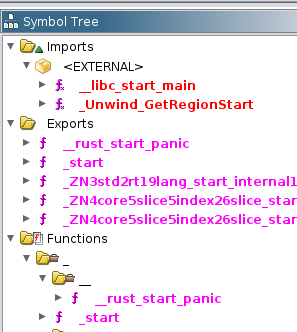 Symbol Tree
Imports
<EXTERNAL>
__libc_start_main
_Unwind_GetRegionStart
Exports
__rust_start_panic
_start
_ZN3std2rt19lang_start_internal1
_ZN4core5slice5index26slice_star
_ZN4core5slice5index26slice_star
Functions
_
__
__rust_start_panic
_start